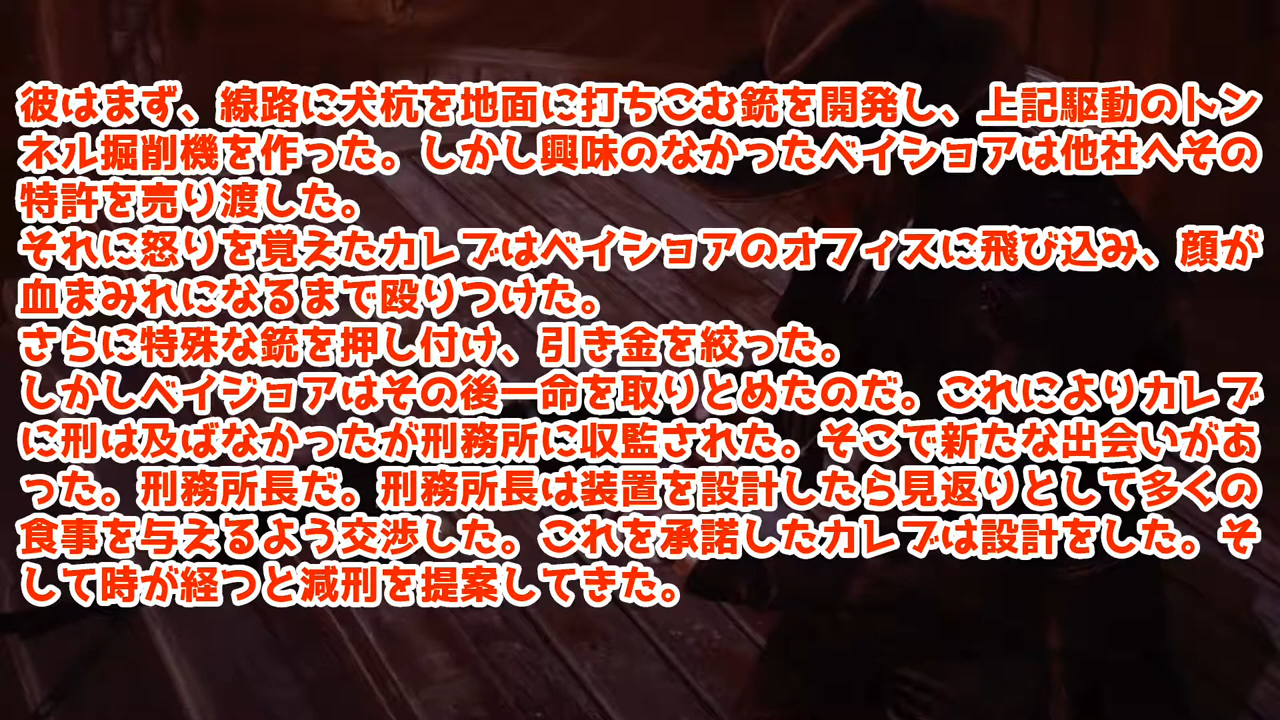 彼はまず、線路に犬杭を地面に打ちこむ銃を開発し、上記駆動のトン
ネル掘削機を作った。しかし興味のなかったベイショアは他社へその
特許を売り渡した。
それに怒りを覚えたカレブはベイショアのオフィスに飛び込み、顔が
血まみれになるまで殴りつけた。
さらに特殊な銃を押し付け、引き金を絞った。
しかしベイジョアはその後一命を取りとめたのだ。これによりカレブ
に刑は及ばなかったが刑務所に収監された。そこで新たな出会いがあ
った。刑務所長だ。刑務所長は装置を設計したら見返りとして多くの
食事を与えるよう交渉した。これを承諾したカレブは設計をした。そ
して時が経つと減刑を提案してきた。